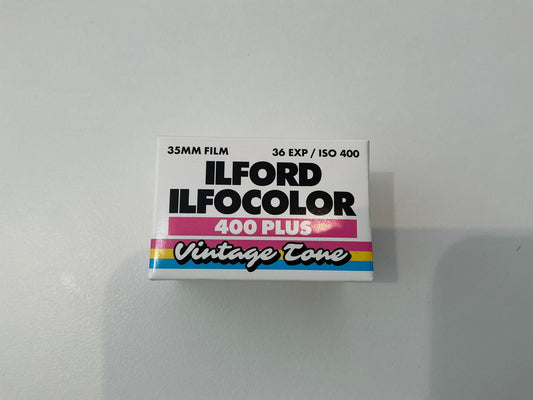 35MM FILM 36 EXP / ISO 400
ILFORD
ILFOCOLOR
400 PLUS
Vintage Tone